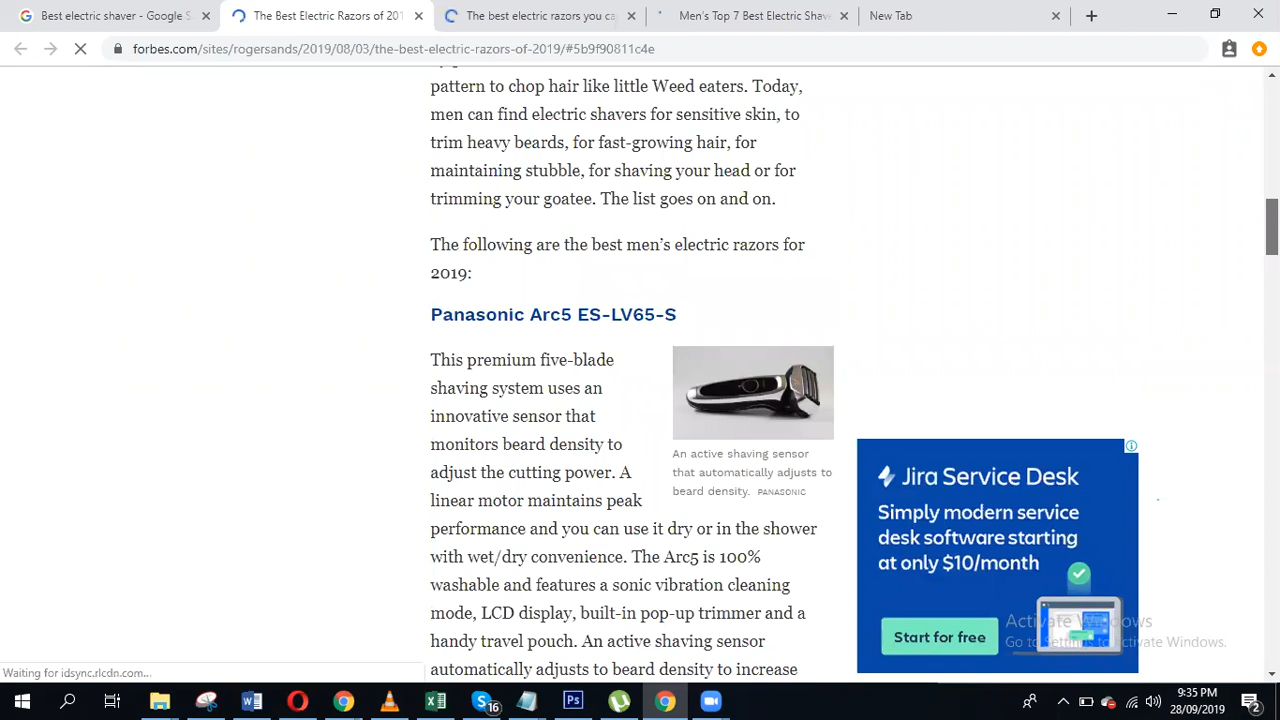 Best electric shaver - Google S
The Best Electric Razors of 201
The best electric razors you ca
Men's Top 7 Best Electric Shav
New Tab
forbes.com/sites/rogersands/2019/08/03/the-best-electric-razors-of-2019/#5b9f90811c4e
pattern to chop hair like little Weed eaters. Today,
men can find electric shavers for sensitive skin, to
trim heavy beards, for fast-growing hair, for
maintaining stubble, for shaving your head or for
trimming your goatee. The list goes on and on.
The following are the best men's electric razors for
2019:
Panasonic Arc5 ES-LV65-S
This premium five-blade
shaving system uses an
innovative sensor that
monitors beard density to
adjust the cutting power. A
linear motor maintains peak
performance and you can use it dry or in the shower
with wet/dry convenience. The Arc5 is 100%
washable and features a sonic vibration cleaning
mode, LCD display, built-in pop-up trimmer and a
handy travel pouch. An active shaving sensor
automatically adjusts to beard density to increase
An active shaving sensor
that automatically adjusts to
beard density. PANASONIC
Jira Service Desk
Simply modern service
desk software starting
at only $10/month
Start for free
Activate Windows
Go to Settings to activate Windows.
Waiting for idsync.rlcdn.com...
16
9:35 PM
28/09/2019
2